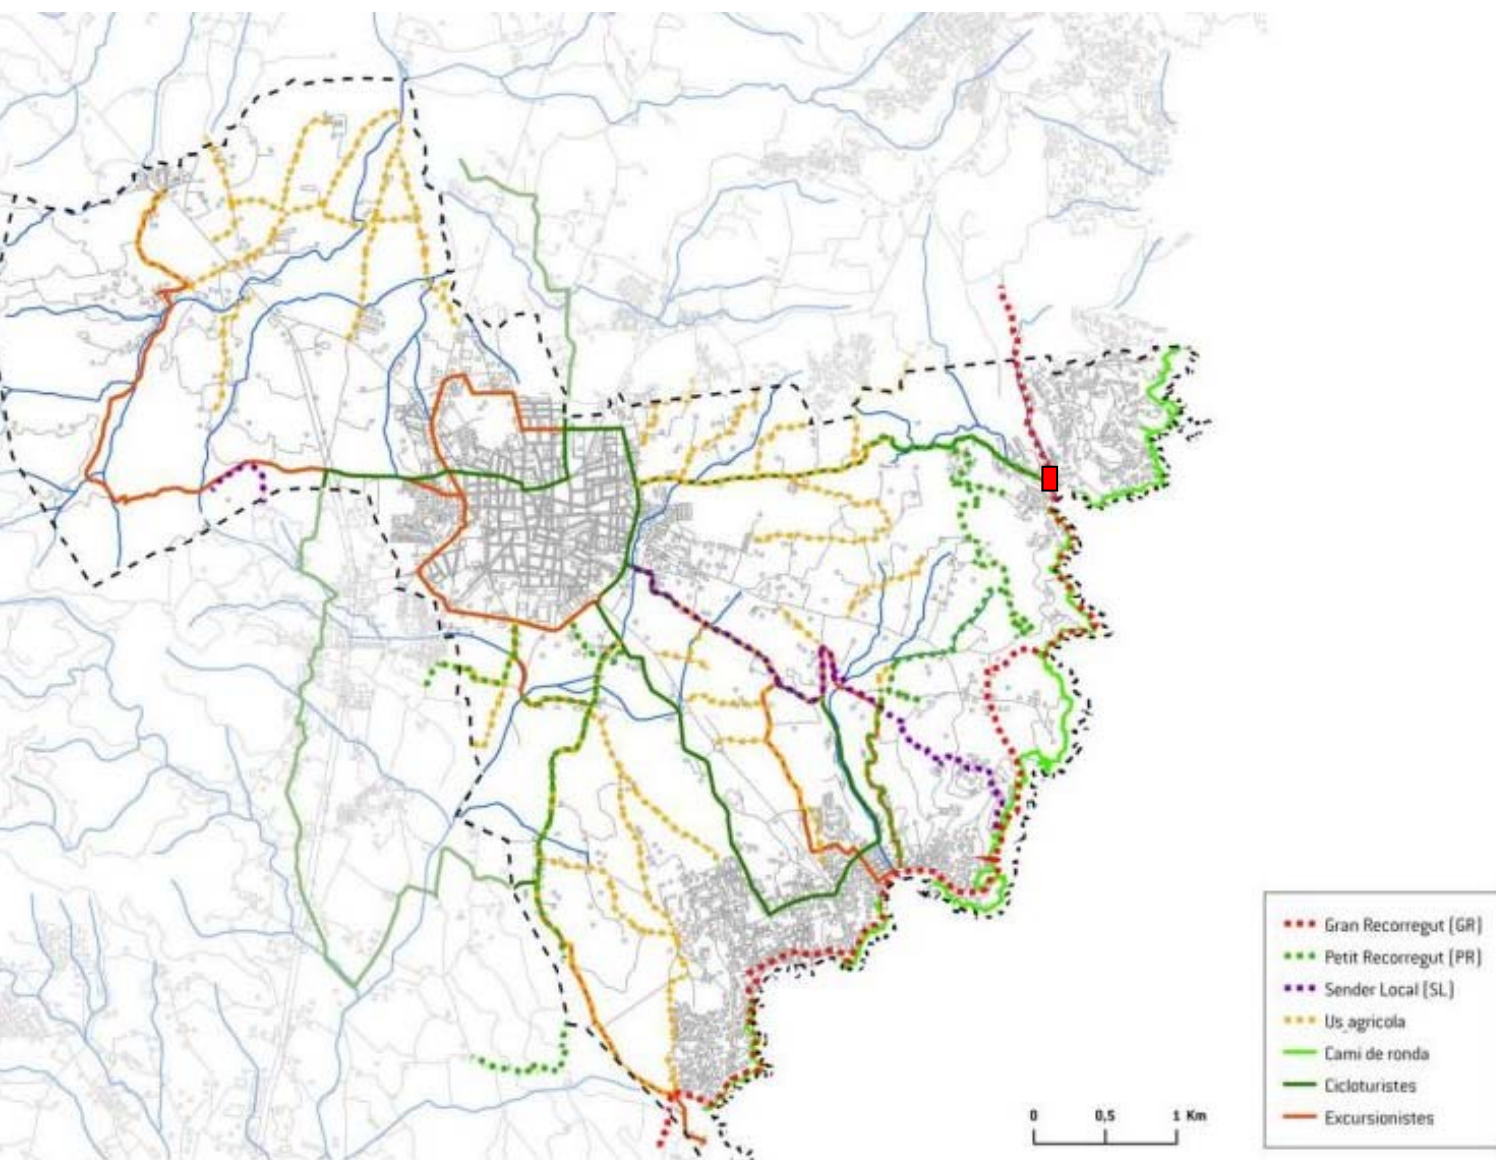 Gran Recorregut (GR)
Petit Recorregut (PR)
Sender Local (SL)
Us agrícola
Camí de ronda
Cicloturistes
Excursionistes
0 0,5 1 Km